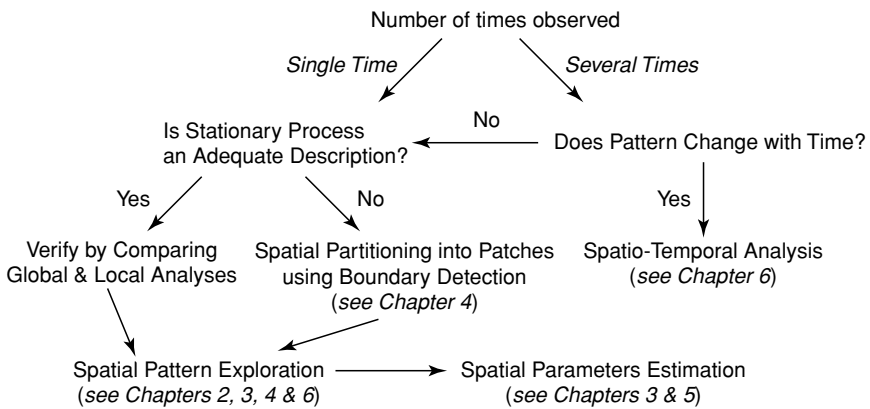 Number of times observed
Single Time
Several Times
Is Stationary Process
an Adequate Description?
No
Does Pattern Change with Time?
Yes
No
Yes
Verify by Comparing
Global & Local Analyses
Spatial Partitioning into Patches
using Boundary Detection
(see Chapter 4)
Spatio-Temporal Analysis
(see Chapter 6)
Spatial Pattern Exploration
(see Chapters 2, 3, 4 & 6)
Spatial Parameters Estimation
(see Chapters 3 & 5)